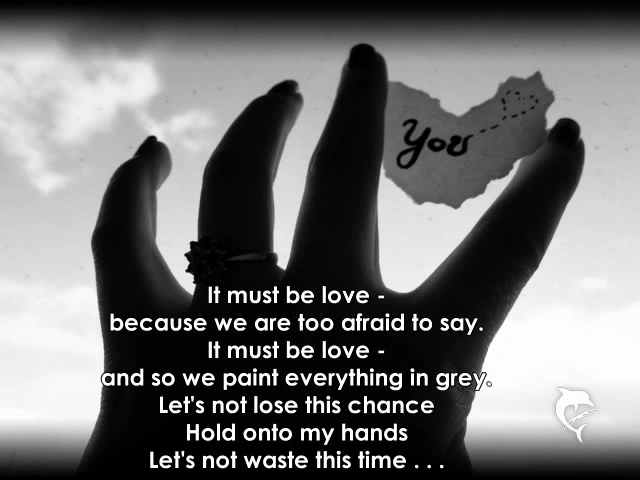 You
It must be love -
because we are too afraid to say.
It must be love -
and so we paint everything in grey.
Let's not lose this chance
Hold onto my hands
Let's not waste this time . . .